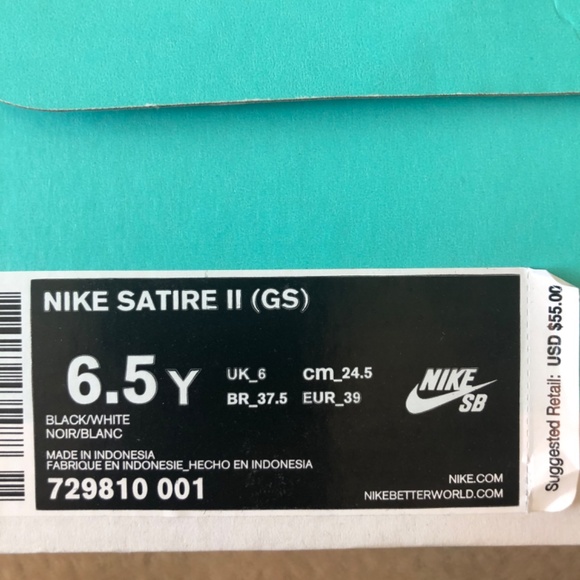 NIKE SATIRE II (GS)
6.5 Y
UK_6 cm_24.5
BR_37.5 EUR_39
NIKE
SB
BLACK/WHITE
NOIR/BLANC
MADE IN INDONESIA
FABRIQUE EN INDONESIE_HECHO EN INDONESIA
729810 001
NIKE.COM
NIKEBETTERWORLD.COM
Suggested Retail: USD $55.00